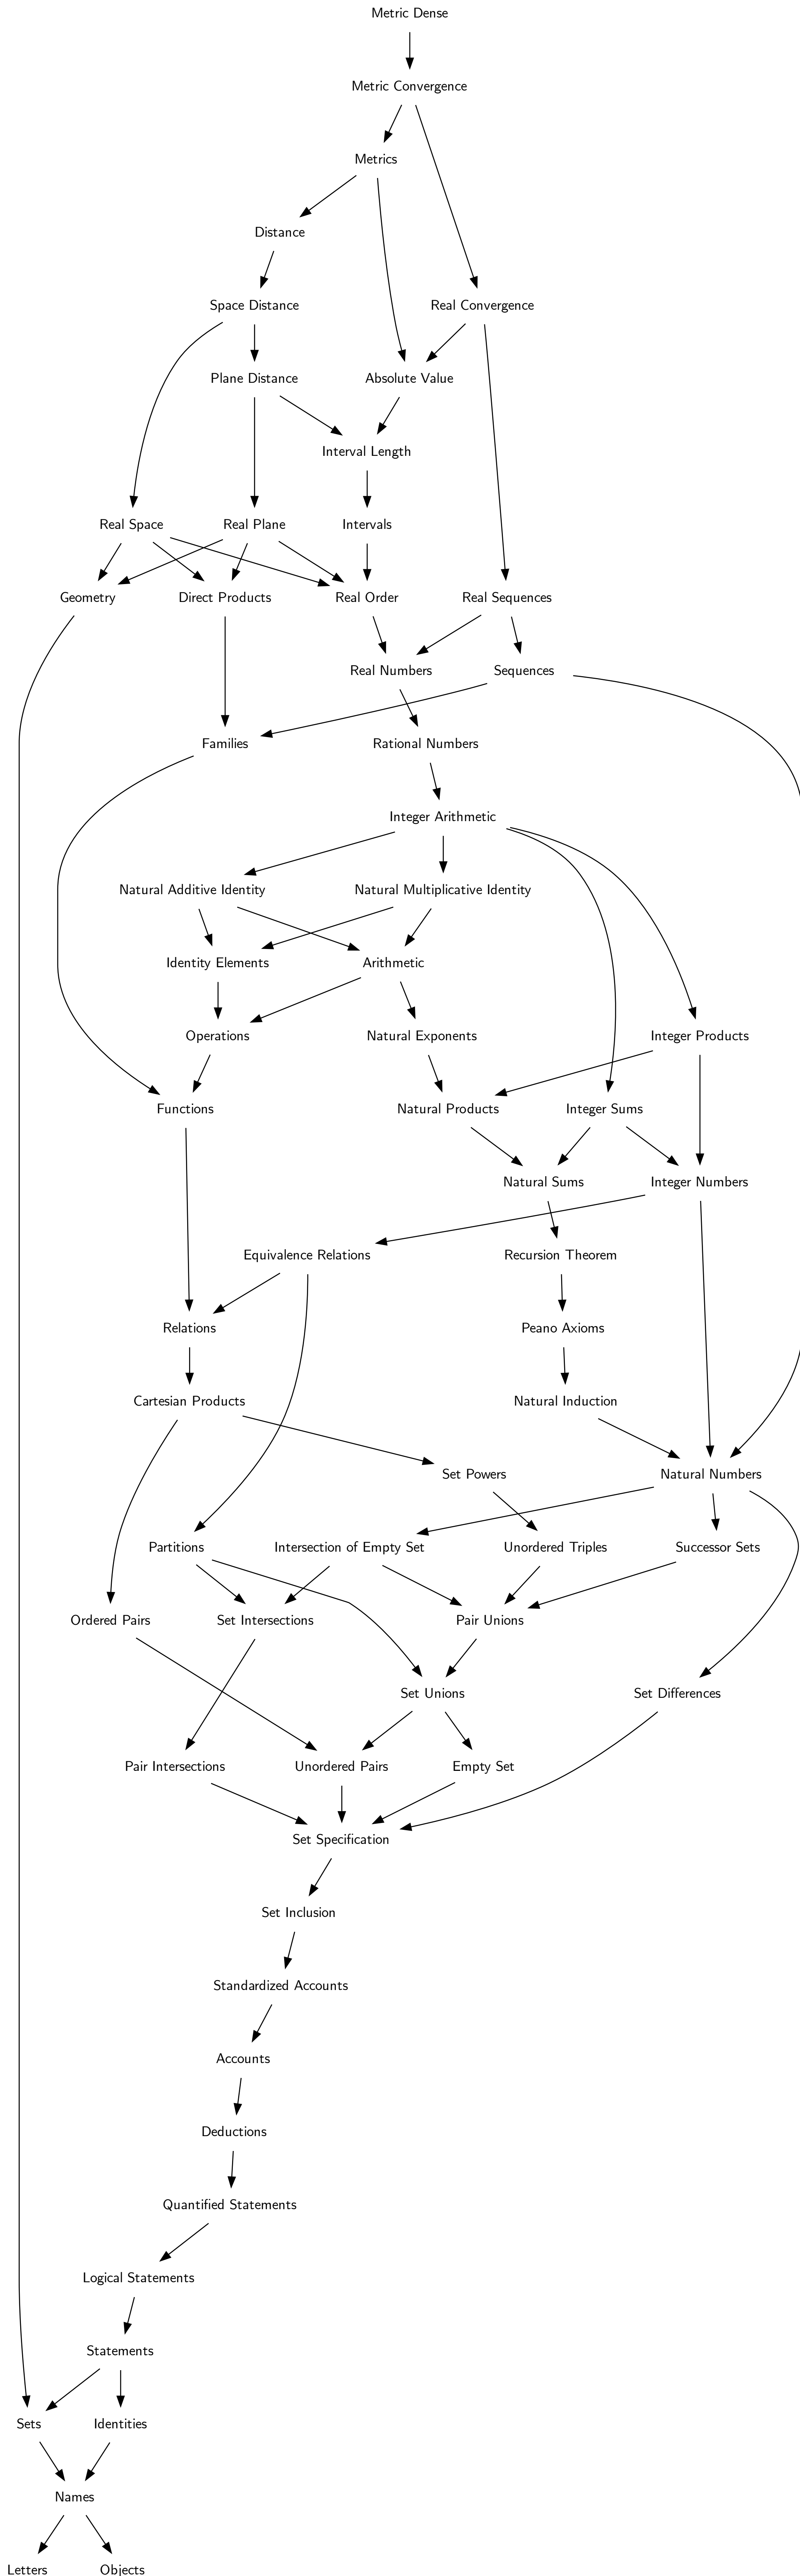 Metric Dense
Metric Convergence
Metrics
Distance
Space Distance
Real Convergence
Plane Distance
Absolute Value
Interval Length
Real Space
Real Plane
Intervals
Geometry
Direct Products
Real Order
Real Sequences
Real Numbers
Sequences
Families
Rational Numbers
Integer Arithmetic
Natural Additive Identity
Natural Multiplicative Identity
Identity Elements
Arithmetic
Operations
Natural Exponents
Integer Products
Functions
Natural Products
Integer Sums
Natural Sums
Integer Numbers
Equivalence Relations
Recursion Theorem
Relations
Peano Axioms
Cartesian Products
Natural Induction
Set Powers
Natural Numbers
Partitions
Intersection of Empty Set
Unordered Triples
Successor Sets
Ordered Pairs
Set Intersections
Pair Unions
Set Unions
Set Differences
Pair Intersections
Unordered Pairs
Empty Set
Set Specification
Set Inclusion
Standardized Accounts
Accounts
Deductions
Quantified Statements
Logical Statements
Statements
Sets
Identities
Names
Letters
Objects